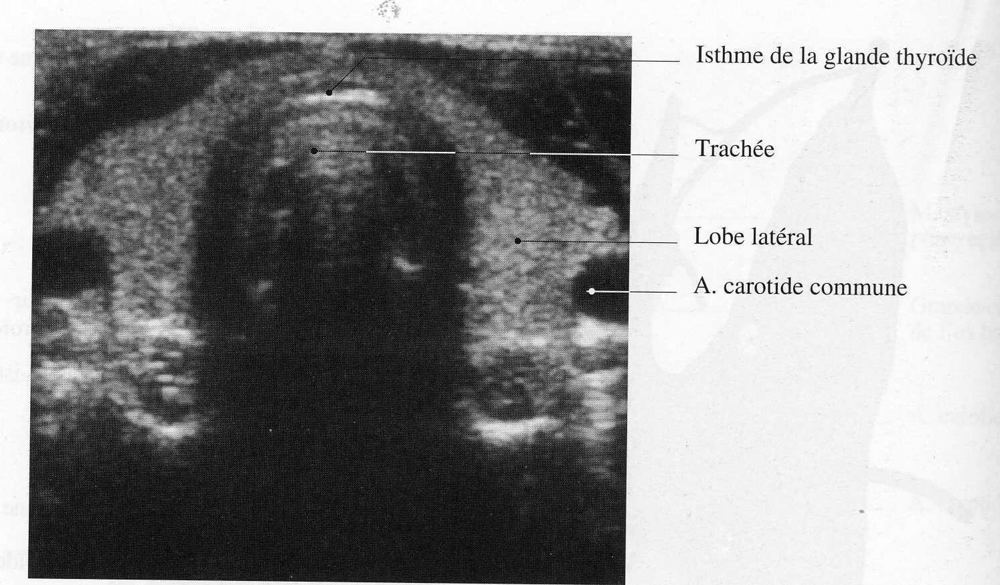 Isthme de la glande thyroïde
Trachée
Lobe latéral
A. carotide commune